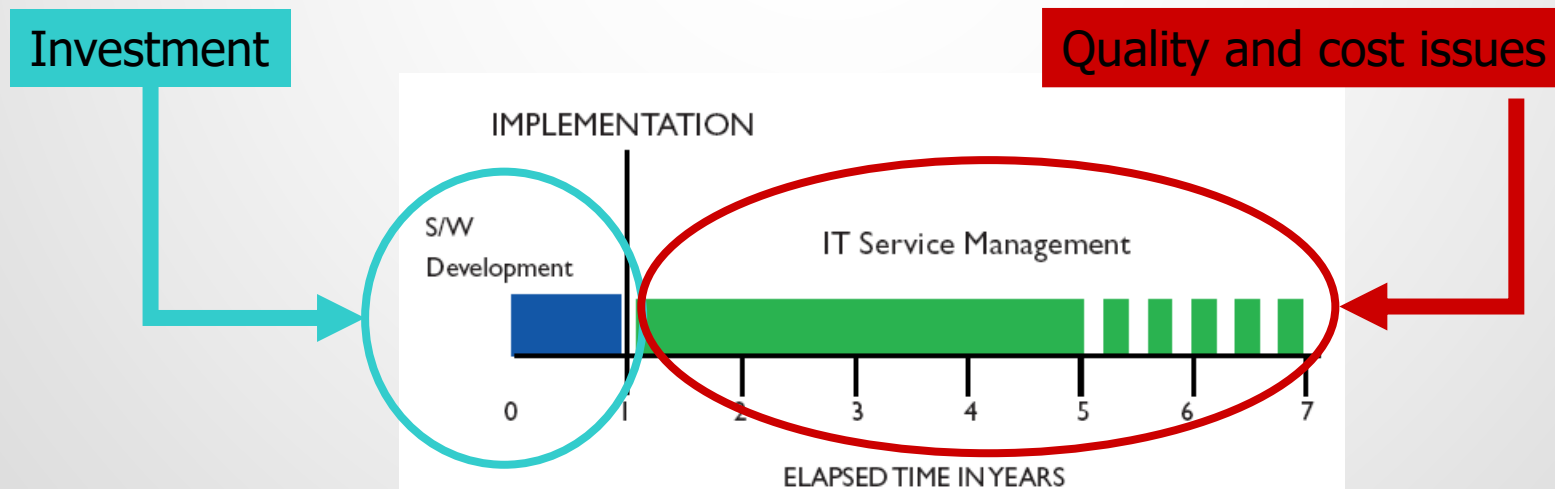 Investment
Quality and cost issues
IMPLEMENTATION
S/W
Development
IT Service Management
0 1 2 3 4 5 6 7
ELAPSED TIME IN YEARS